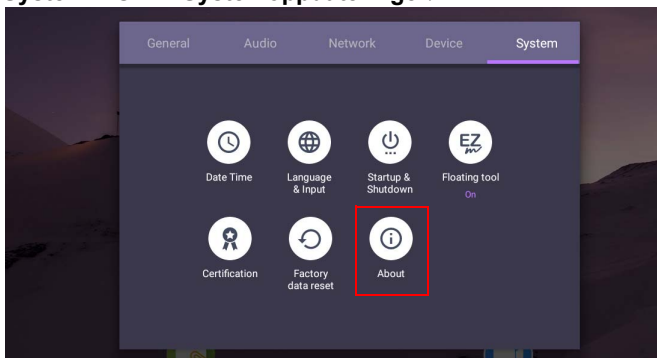 General Audio Network Device System
Date Time
Language
& Input
Startup &
Shutdown
Floating tool
On
EZ
Certification
Factory
data reset
About